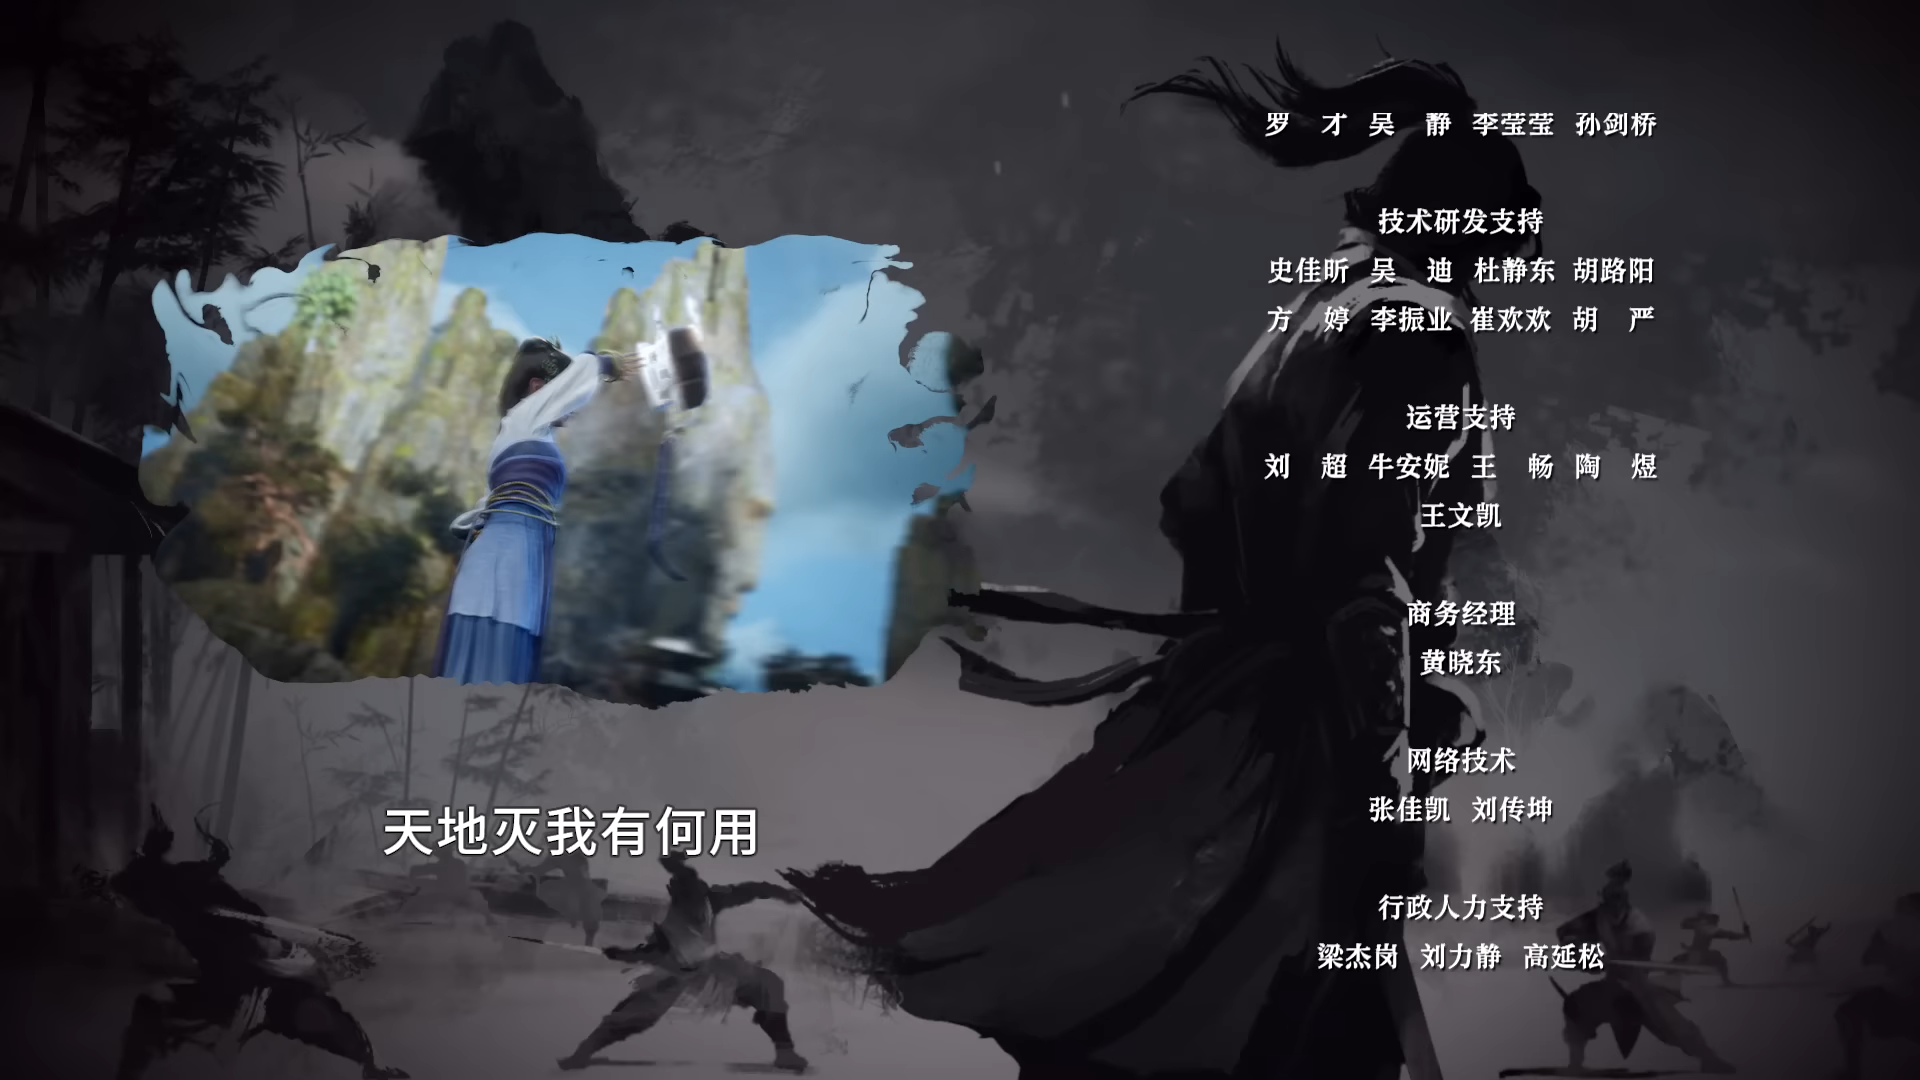 罗 才 吴 静 李莹莹 孙剑桥
技术研发支持
史佳昕 吴 迪 杜静东 胡路阳
方 婷 李振业 崔欢欢 胡 严
运营支持
刘 超 牛安妮 王 畅 陶 煜
王文凯
商务经理
黄晓东
网络技术
张佳凯 刘传坤
行政人力支持
梁杰岗 刘力静 高延松
天地灭我有何用